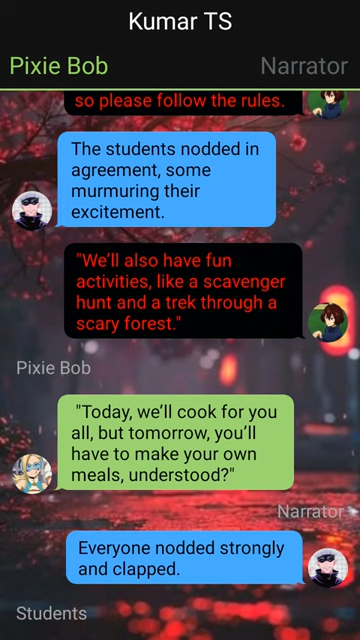 Kumar TS
Pixie Bob
Narrator
so please follow the rules.
The students nodded in
agreement, some
murmuring their
excitement.
"We’ll also have fun
activities, like a scavenger
hunt and a trek through a
scary forest."
Pixie Bob
"Today, we’ll cook for you
all, but tomorrow, you’ll
have to make your own
meals, understood?"
Narrator
Everyone nodded strongly
and clapped.
Students